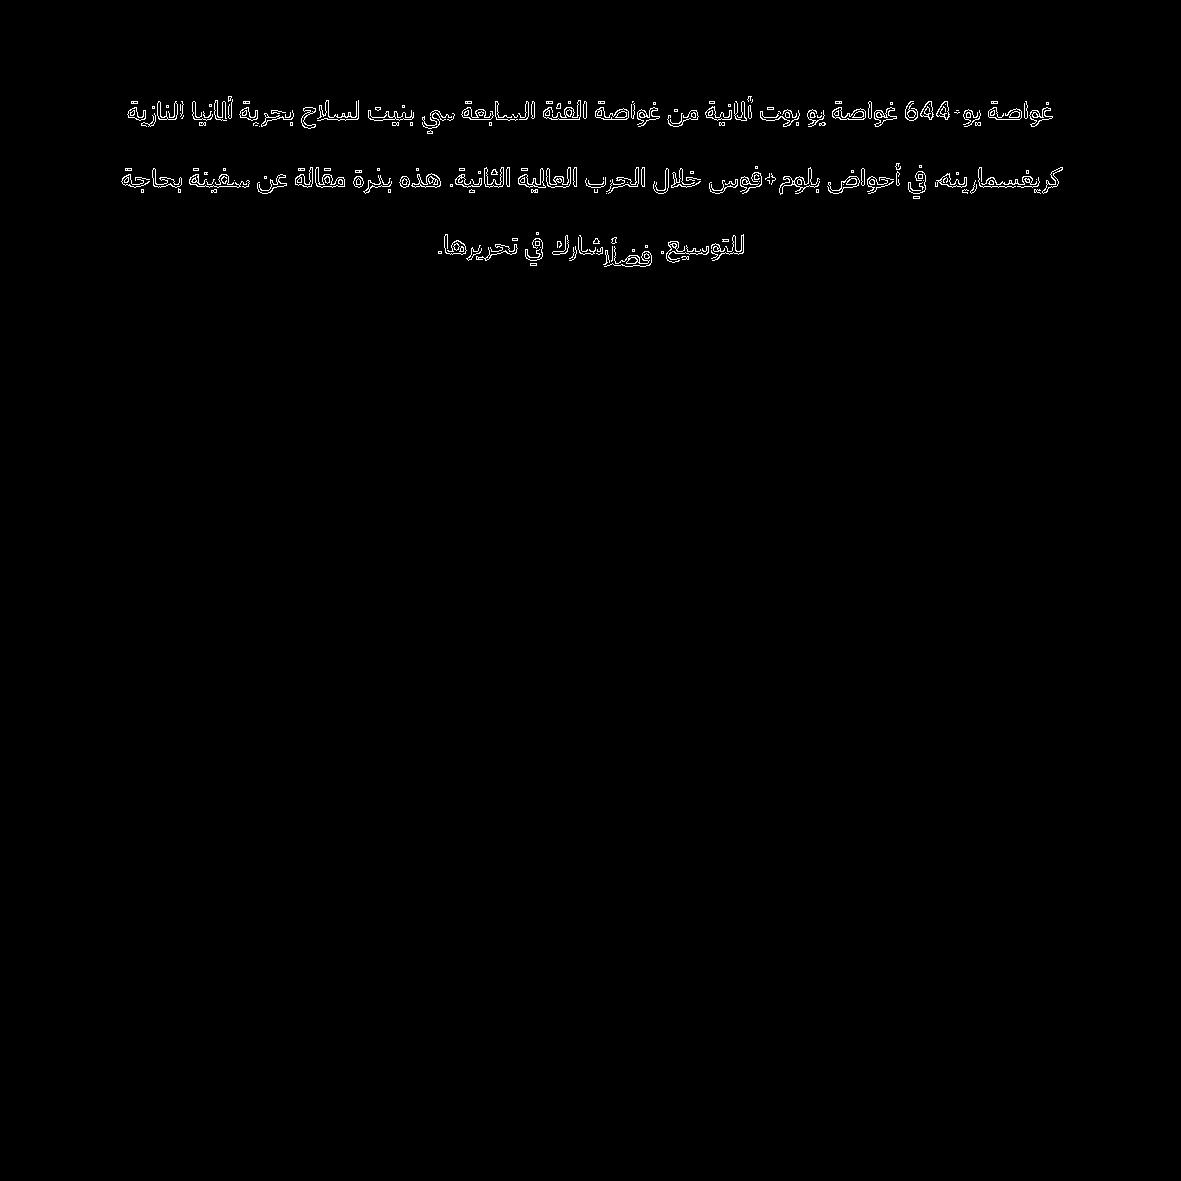 غواصة يو-644 غواصة يو بوت ألمانية من غواصة الفئة السابعة سي بنيت لسلاح بحرية ألمانيا النازية
كريغسمارينه، في أحواض بلوم+فوس خلال الحرب العالمية الثانية. هذه بذرة مقالة عن سفينة بحاجة
للتوسيع. فضلًا شارك في تحريرها.